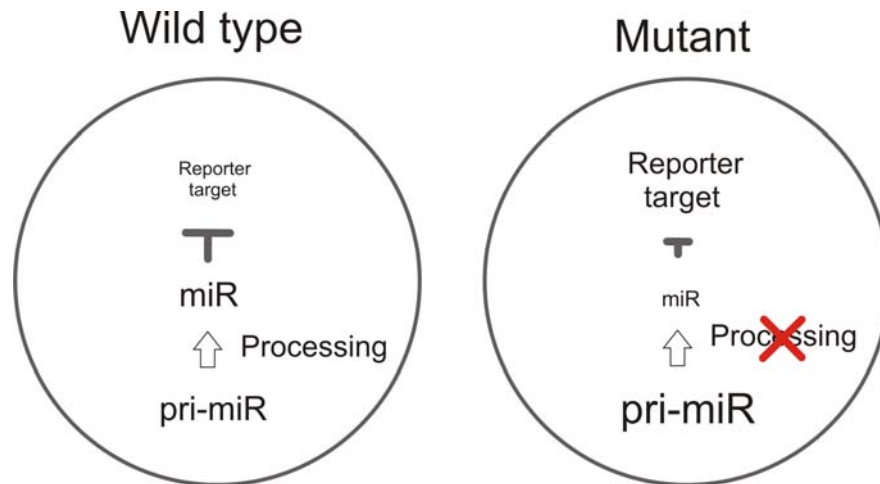 Wild type
Reporter
target
miR
Processing
pri-miR
Mutant
Reporter
target
miR
Processing
pri-miR